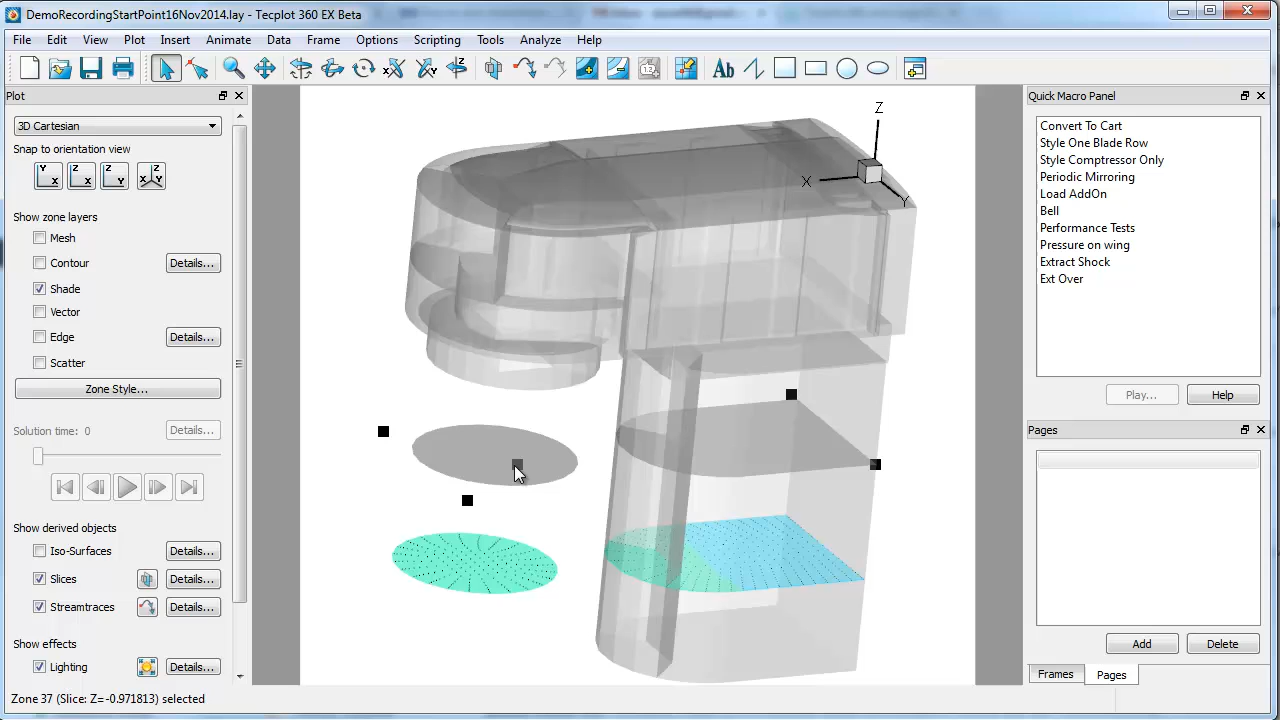 DemoRecordingStartPoint16Nov2014.lay - Tecplot 360 EX Beta
File Edit View Plot Insert Animate Data Frame Options Scripting Tools Analyze Help
Plot
3D Cartesian
Snap to orientation view
Show zone layers
Mesh
Contour Details...
Shade
Vector
Edge Details...
Scatter
Zone Style...
Solution time: 0 Details...
Show derived objects
Iso-Surfaces Details...
Slices Details...
Streamtraces Details...
Show effects
Lighting Details...
Zone 37 (Slice: Z=-0.971813) selected
Z
X
Y
Quick Macro Panel
Convert To Cart
Style One Blade Row
Style Comptressor Only
Periodic Mirroring
Load AddOn
Bell
Performance Tests
Pressure on wing
Extract Shock
Ext Over
Play... Help
Pages
Add Delete
Frames Pages